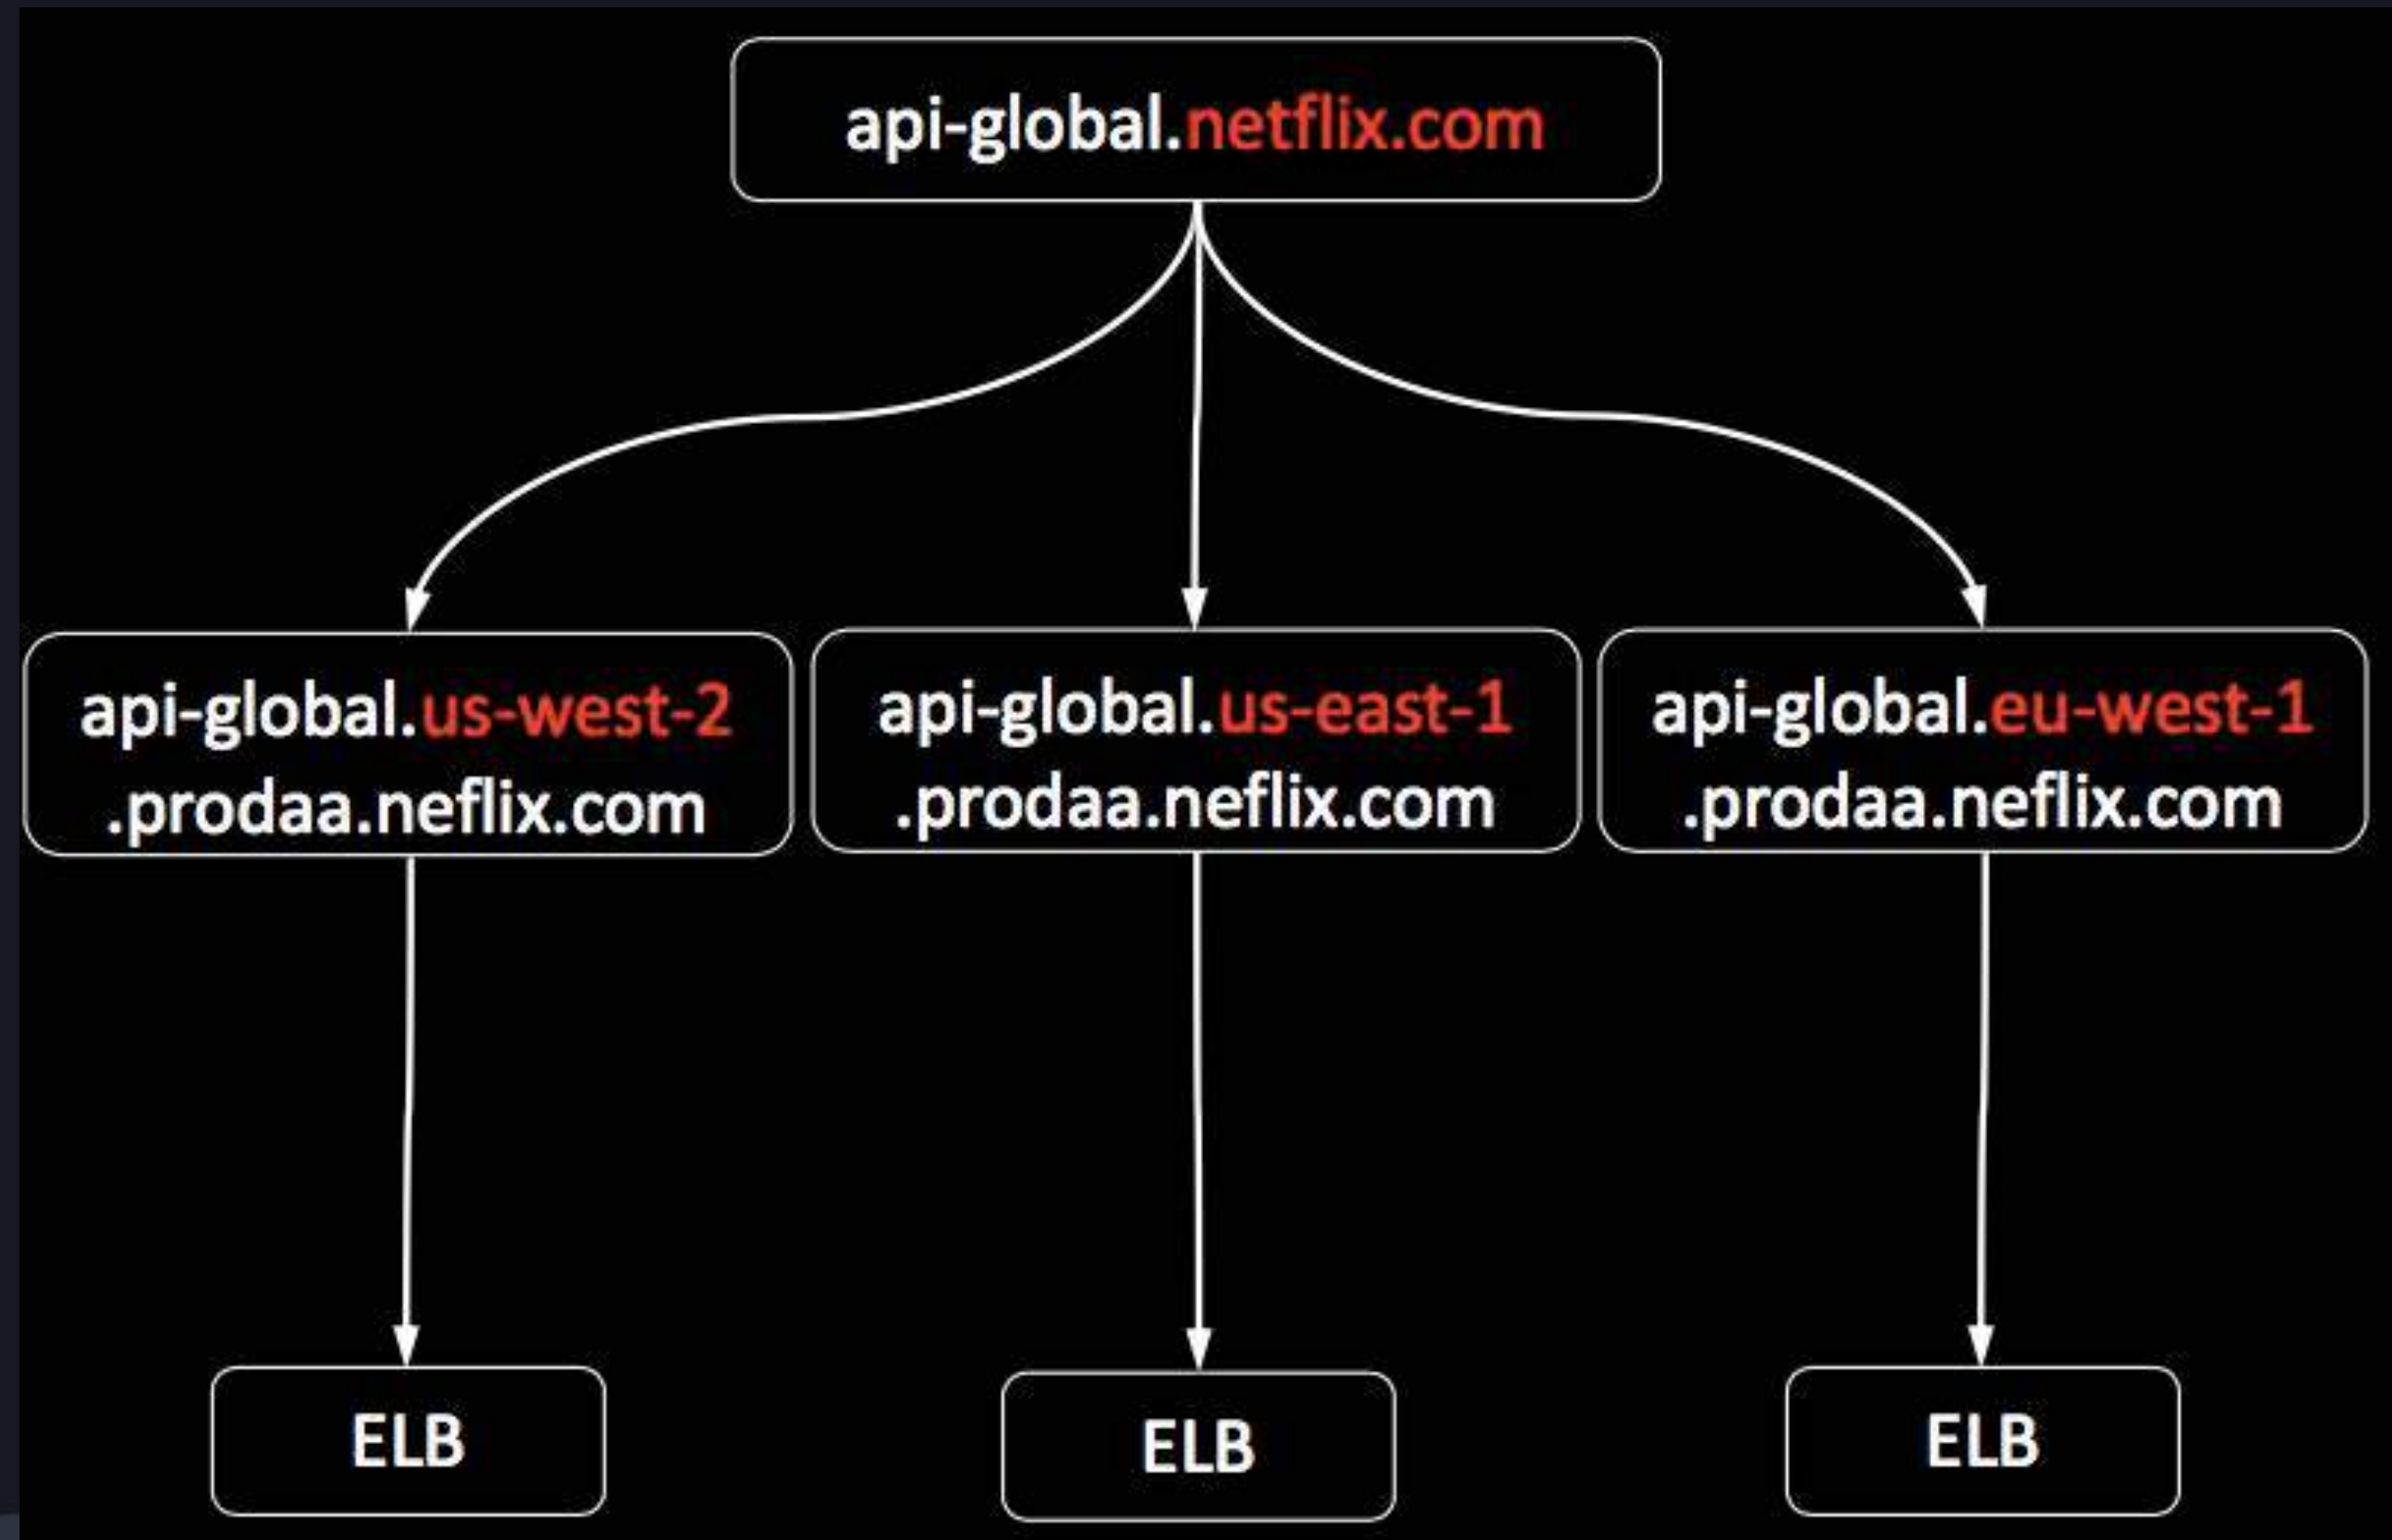 api-global.netflix.com
api-global.us-west-2
.prodaa.neflix.com
api-global.us-east-1
.prodaa.neflix.com
api-global.eu-west-1
.prodaa.neflix.com
ELB
ELB
ELB